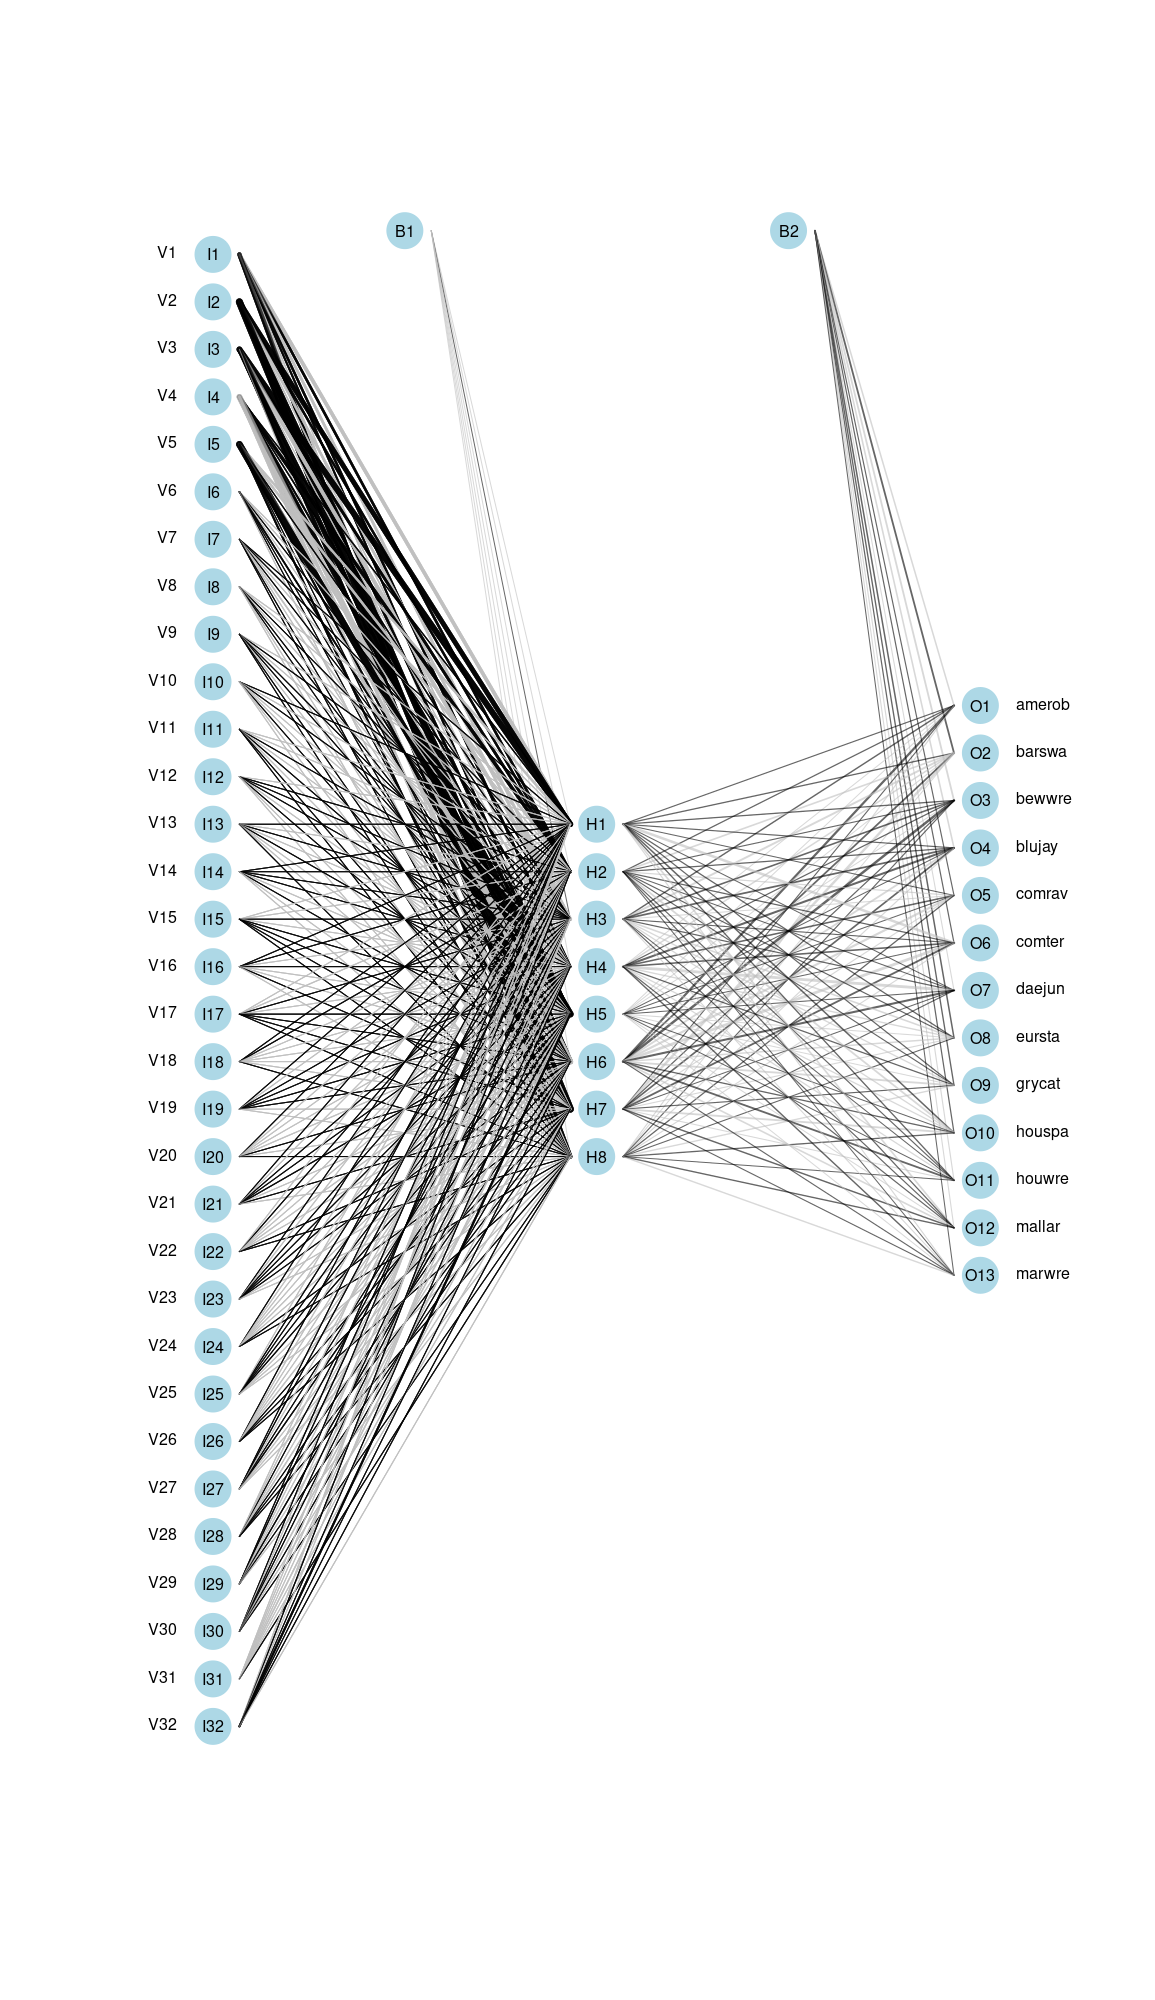 B1 B2
V1 I1
V2 I2
V3 I3
V4 I4
V5 I5
V6 I6
V7 I7
V8 I8
V9 I9
V10 I10
O1 amerob
V11 I11
O2 barswa
V12 I12
O3 bewwre
V13 I13 H1
O4 blujay
V14 I14 H2
O5 comrav
V15 I15 H3
O6 comter
V16 I16 H4
O7 daejun
V17 I17 H5
O8 eursta
V18 I18 H6
O9 grycat
V19 I19 H7
O10 houspa
V20 I20 H8
O11 houwre
V21 I21
O12 mallar
V22 I22
O13 marwre
V23 I23
V24 I24
V25 I25
V26 I26
V27 I27
V28 I28
V29 I29
V30 I30
V31 I31
V32 I32